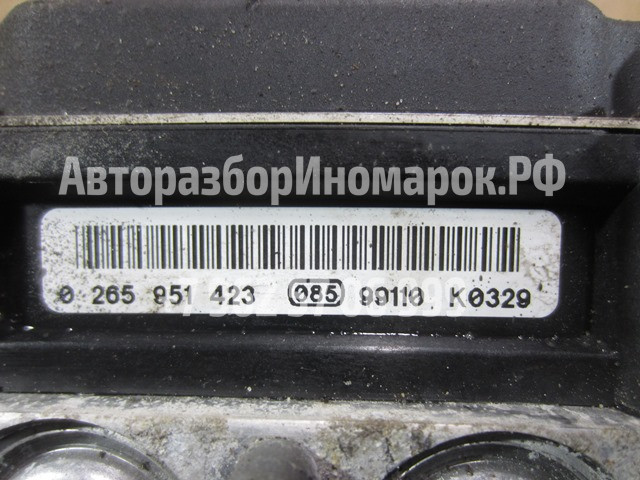 АвторазборИномарок.РФ
0 265 951 423 085 99110 K0329